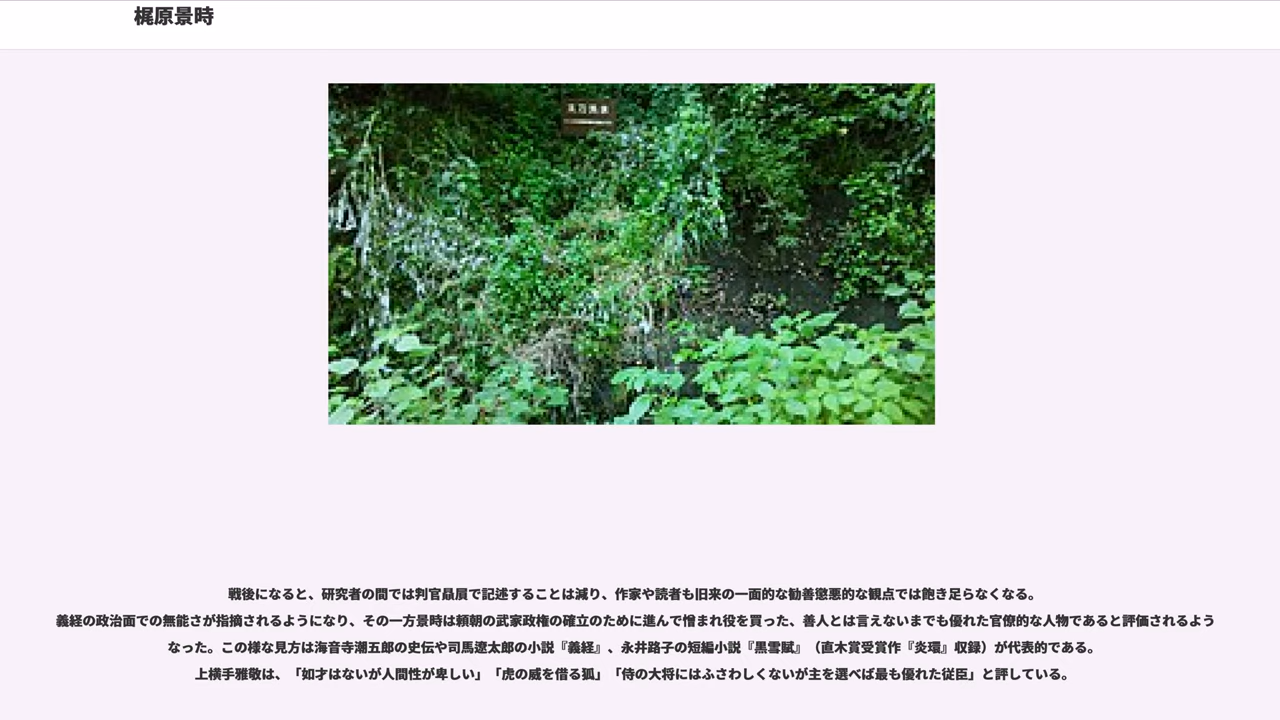 梶原景時
戦後になると、研究者の間では判官贔屓で記述することは減り、作家や読者も旧来の一面的な勧善懲悪的な観点では飽き足らなくなる。
義経の政治面での無能さが指摘されるようになり、その一方景時は頼朝の武家政権の確立のために進んで憎まれ役を買った、善人とは言えないまでも優れた官僚的な人物であると評価されるよう
なった。この様な見方は海音寺潮五郎の史伝や司馬遼太郎の小説『義経』、永井路子の短編小説『黒雪賦』（直木賞受賞作『炎環』収録）が代表的である。
上横手雅敬は、「如才はないが人間性が卑しい」「虎の威を借る狐」「侍の大将にはふさわしくないが主を選べば最も優れた従臣」と評している。